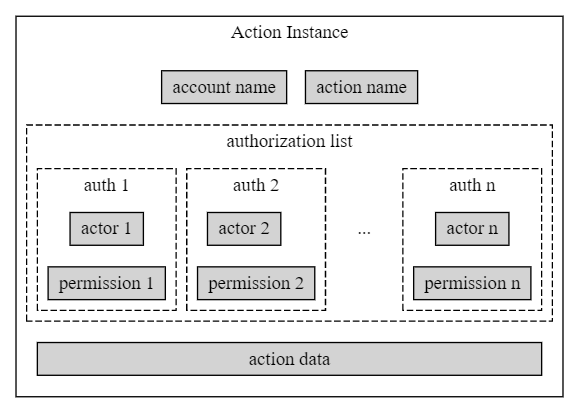 Action Instance
account name action name
authorization list
auth 1 auth 2 auth n
actor 1 actor 2 ... actor n
permission 1 permission 2 permission n
action data